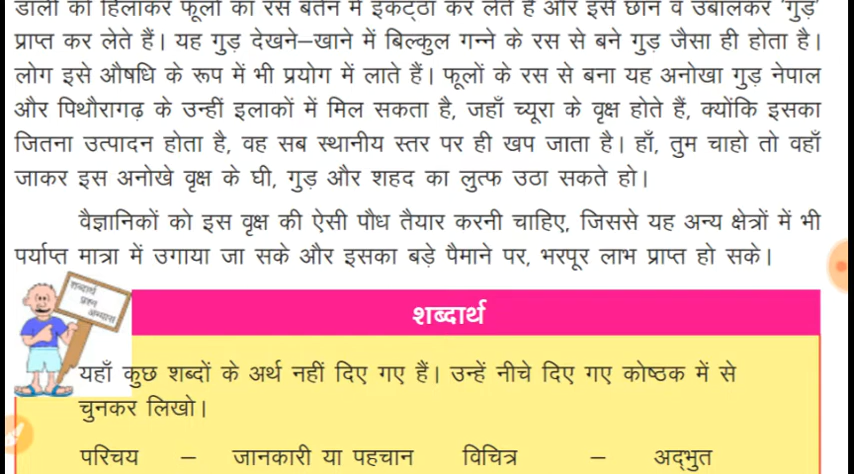 डाली को हिलाकर फूलों का रस बर्तन में इकट्ठा कर लेते हैं और इसे छान व उबालकर 'गुड़'
प्राप्त कर लेते हैं। यह गुड़ देखने–खाने में बिल्कुल गन्ने के रस से बने गुड़ जैसा ही होता है।
लोग इसे औषधि के रूप में भी प्रयोग में लाते हैं। फूलों के रस से बना यह अनोखा गुड़ नेपाल
और पिथौरागढ़ के उन्हीं इलाकों में मिल सकता है, जहाँ च्यूरा के वृक्ष होते हैं, क्योंकि इसका
जितना उत्पादन होता है, वह सब स्थानीय स्तर पर ही खप जाता है। हाँ, तुम चाहो तो वहाँ
जाकर इस अनोखे वृक्ष के घी, गुड़ और शहद का लुत्फ उठा सकते हो।
वैज्ञानिकों को इस वृक्ष की ऐसी पौध तैयार करनी चाहिए, जिससे यह अन्य क्षेत्रों में भी
पर्याप्त मात्रा में उगाया जा सके और इसका बड़े पैमाने पर, भरपूर लाभ प्राप्त हो सके।
शब्दार्थ
प्रश्न
अभ्यास
शब्दार्थ
यहाँ कुछ शब्दों के अर्थ नहीं दिए गए हैं। उन्हें नीचे दिए गए कोष्ठक में से
चुनकर लिखो।
परिचय – जानकारी या पहचान विचित्र – अद्भुत